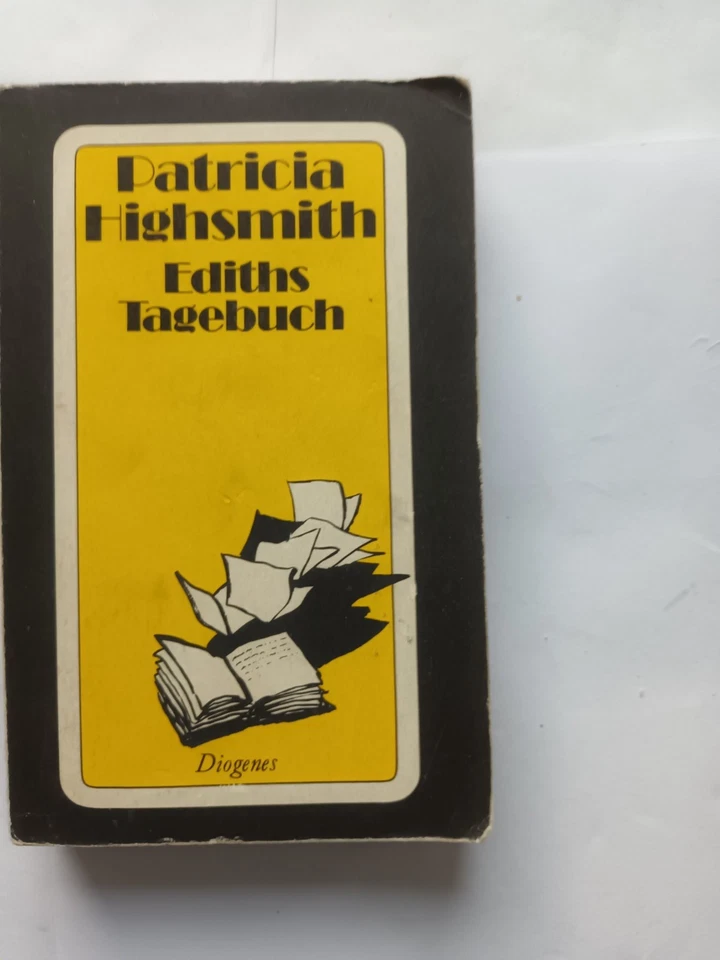 Patricia
Highsmith
Ediths
Tagebuch
Diogenes